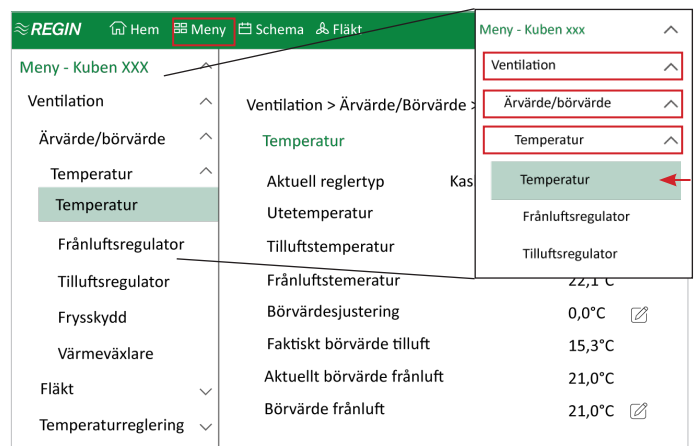 REGIN Hem Meny Schema Fläkt
Meny - Kuben XXX
Ventilation
Ärvärde/börvärde
Temperatur
Temperatur
Frånluftsregulator
Tilluftsregulator
Frysskydd
Värmeväxlare
Fläkt
Temperaturreglering
Ventilation > Ärvärde/Börvärde >
Temperatur
Aktuell reglertyp Kas
Utetemperatur
Tilluftstemperatur
Frånluftstemeratur 22,1°C
Börvärdesjustering 0,0°C
Faktiskt börvärde tilluft 15,3°C
Aktuellt börvärde frånluft 21,0°C
Börvärde frånluft 21,0°C
Meny - Kuben xxx
Ventilation
Ärvärde/börvärde
Temperatur
Temperatur
Frånluftsregulator
Tilluftsregulator